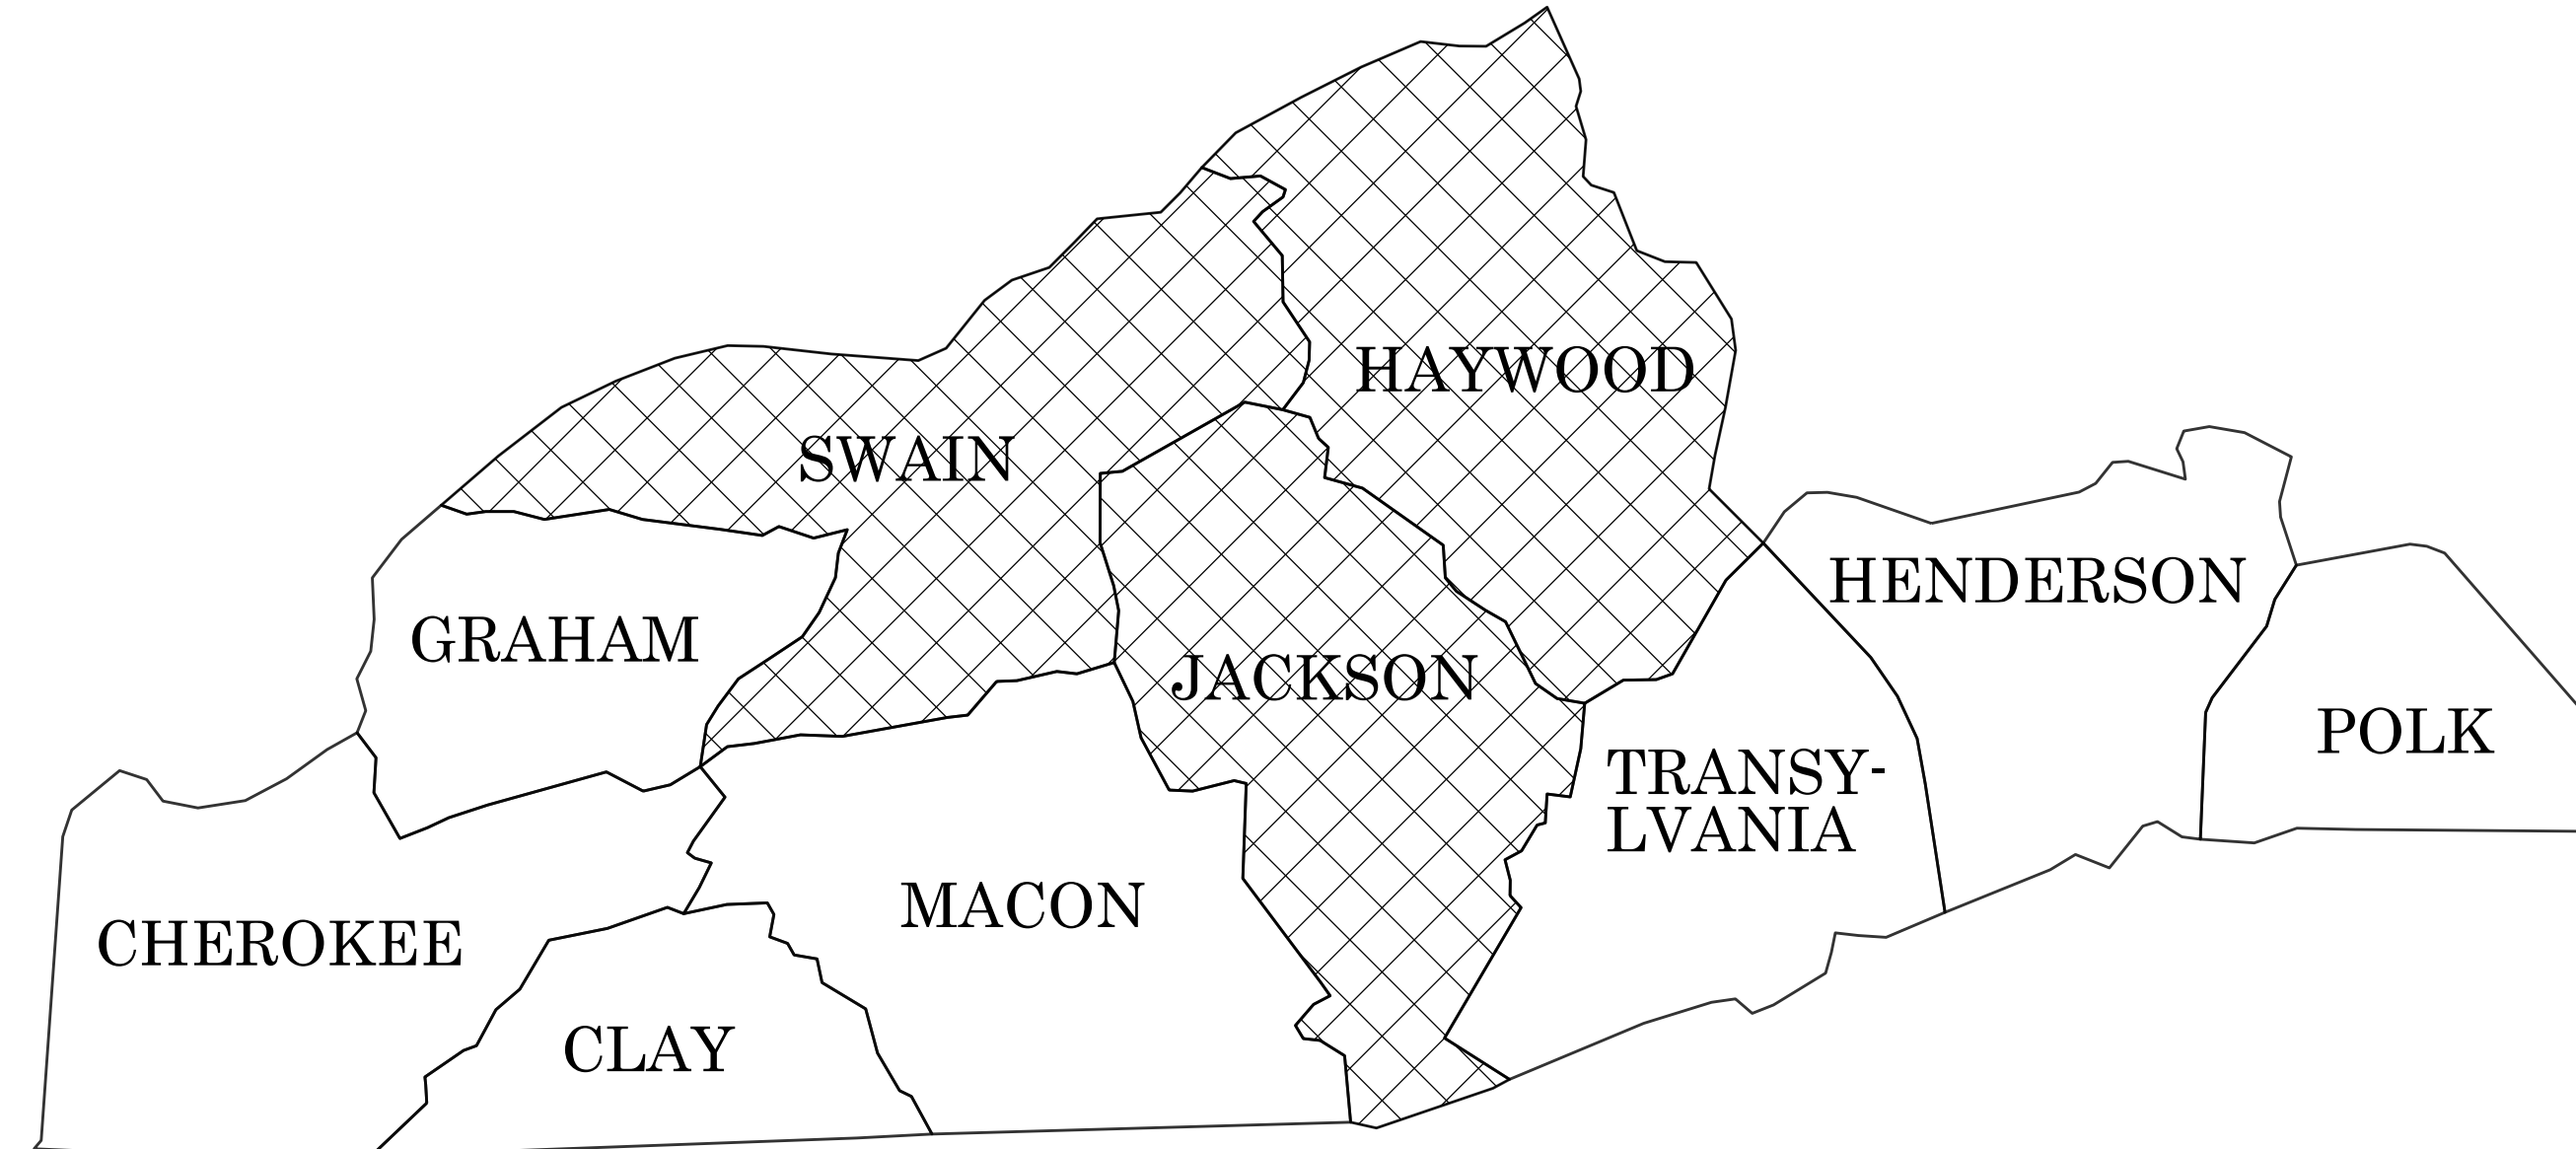 HAYWOOD
SWAIN
HENDERSON
GRAHAM
JACKSON
POLK
TRANSY-
LVANIA
MACON
CHEROKEE
CLAY